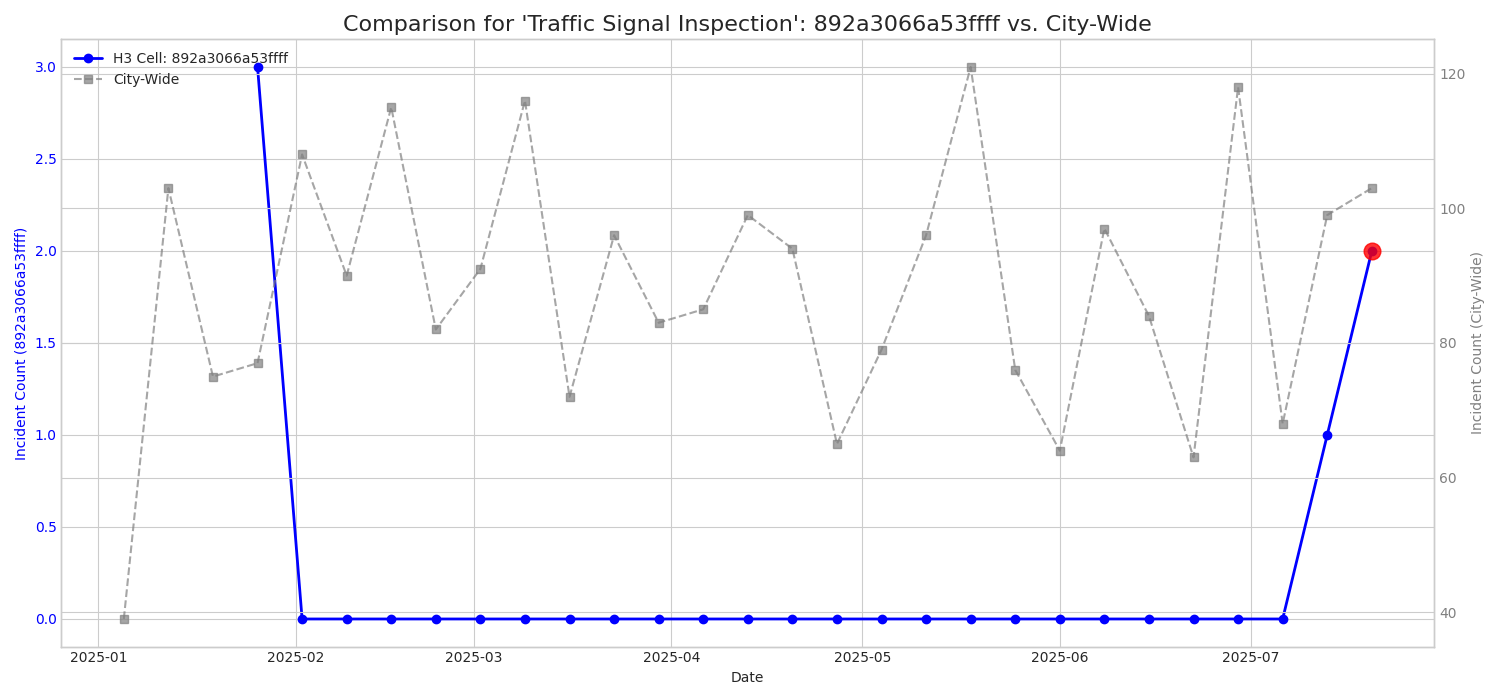 Comparison for 'Traffic Signal Inspection': 892a3066a53ffff vs. City-Wide
H3 Cell: 892a3066a53ffff
City-Wide
3.0
2.5
2.0
1.5
1.0
0.5
0.0
Incident Count (892a3066a53ffff)
120
100
80
60
40
Incident Count (City-Wide)
2025-01 2025-02 2025-03 2025-04 2025-05 2025-06 2025-07
Date